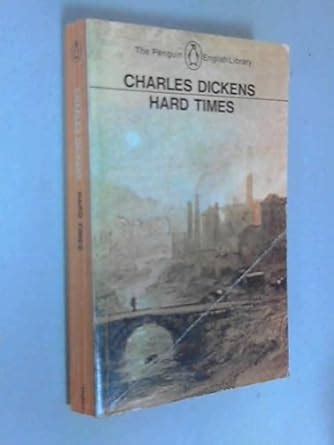 The Penguin English Library
CHARLES DICKENS
HARD TIMES